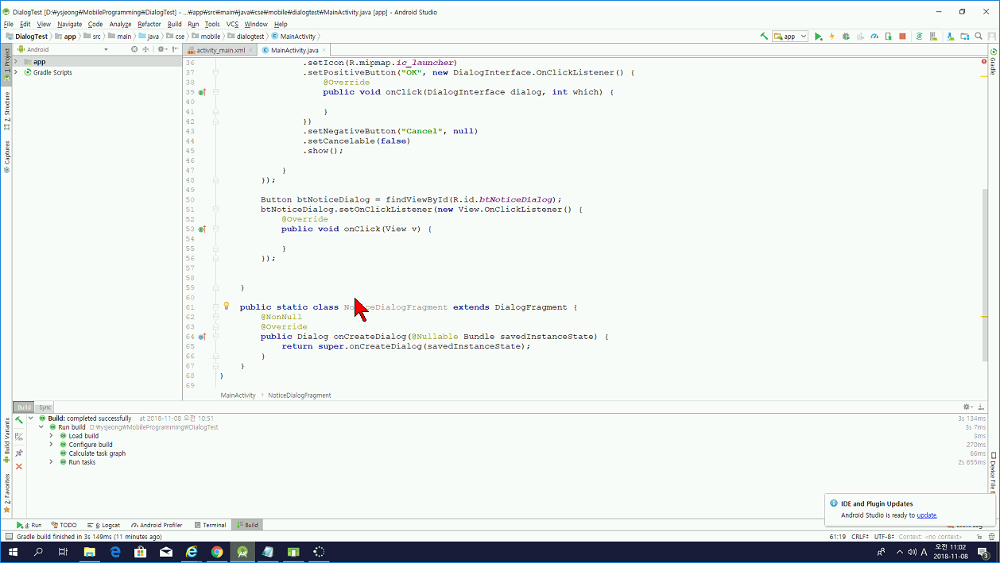 DialogTest [D:₩ysjeong₩MobileProgramming₩DialogTest] - ...₩app₩src₩main₩java₩cse₩mobile₩dialogtest₩MainActivity.java [app] - Android Studio
File Edit View Navigate Code Analyze Refactor Build Run Tools VCS Window Help
DialogTest app src main java cse mobile dialogtest MainActivity
app
Android
activity_main.xml
MainActivity.java
1: Project
7: Structure
Captures
Build Variants
2: Favorites
Gradle
app
Gradle Scripts
36 .setIcon(R.mipmap.ic_launcher)
37 .setPositiveButton("OK", new DialogInterface.OnClickListener() {
38 @Override
39 public void onClick(DialogInterface dialog, int which) {
40
41 }
42 })
43 .setNegativeButton("Cancel", null)
44 .setCancelable(false)
45 .show();
46
47 }
48 });
49
50 Button btNoticeDialog = findViewById(R.id.btNoticeDialog);
51 btNoticeDialog.setOnClickListener(new View.OnClickListener() {
52 @Override
53 public void onClick(View v) {
54
55 }
56 });
57
58
59 }
60
61 public static class NoticeDialogFragment extends DialogFragment {
62 @NonNull
63 @Override
64 public Dialog onCreateDialog(@Nullable Bundle savedInstanceState) {
65 return super.onCreateDialog(savedInstanceState);
66 }
67 }
68 }
69
MainActivity NoticeDialogFragment
Build Sync
Build: completed successfully at 2018-11-08 오전 10:51 3s 134ms
Run build D:₩ysjeong₩MobileProgramming₩DialogTest 3s 7ms
Load build 3ms
Configure build 270ms
Calculate task graph 66ms
Run tasks 2s 655ms
IDE and Plugin Updates
Android Studio is ready to update.
4: Run TODO 6: Logcat Android Profiler Terminal Build
Gradle build finished in 3s 149ms (11 minutes ago) 61:19 CRLF UTF-8 Context: <no context>
A
오전 11:02
2018-11-08
3